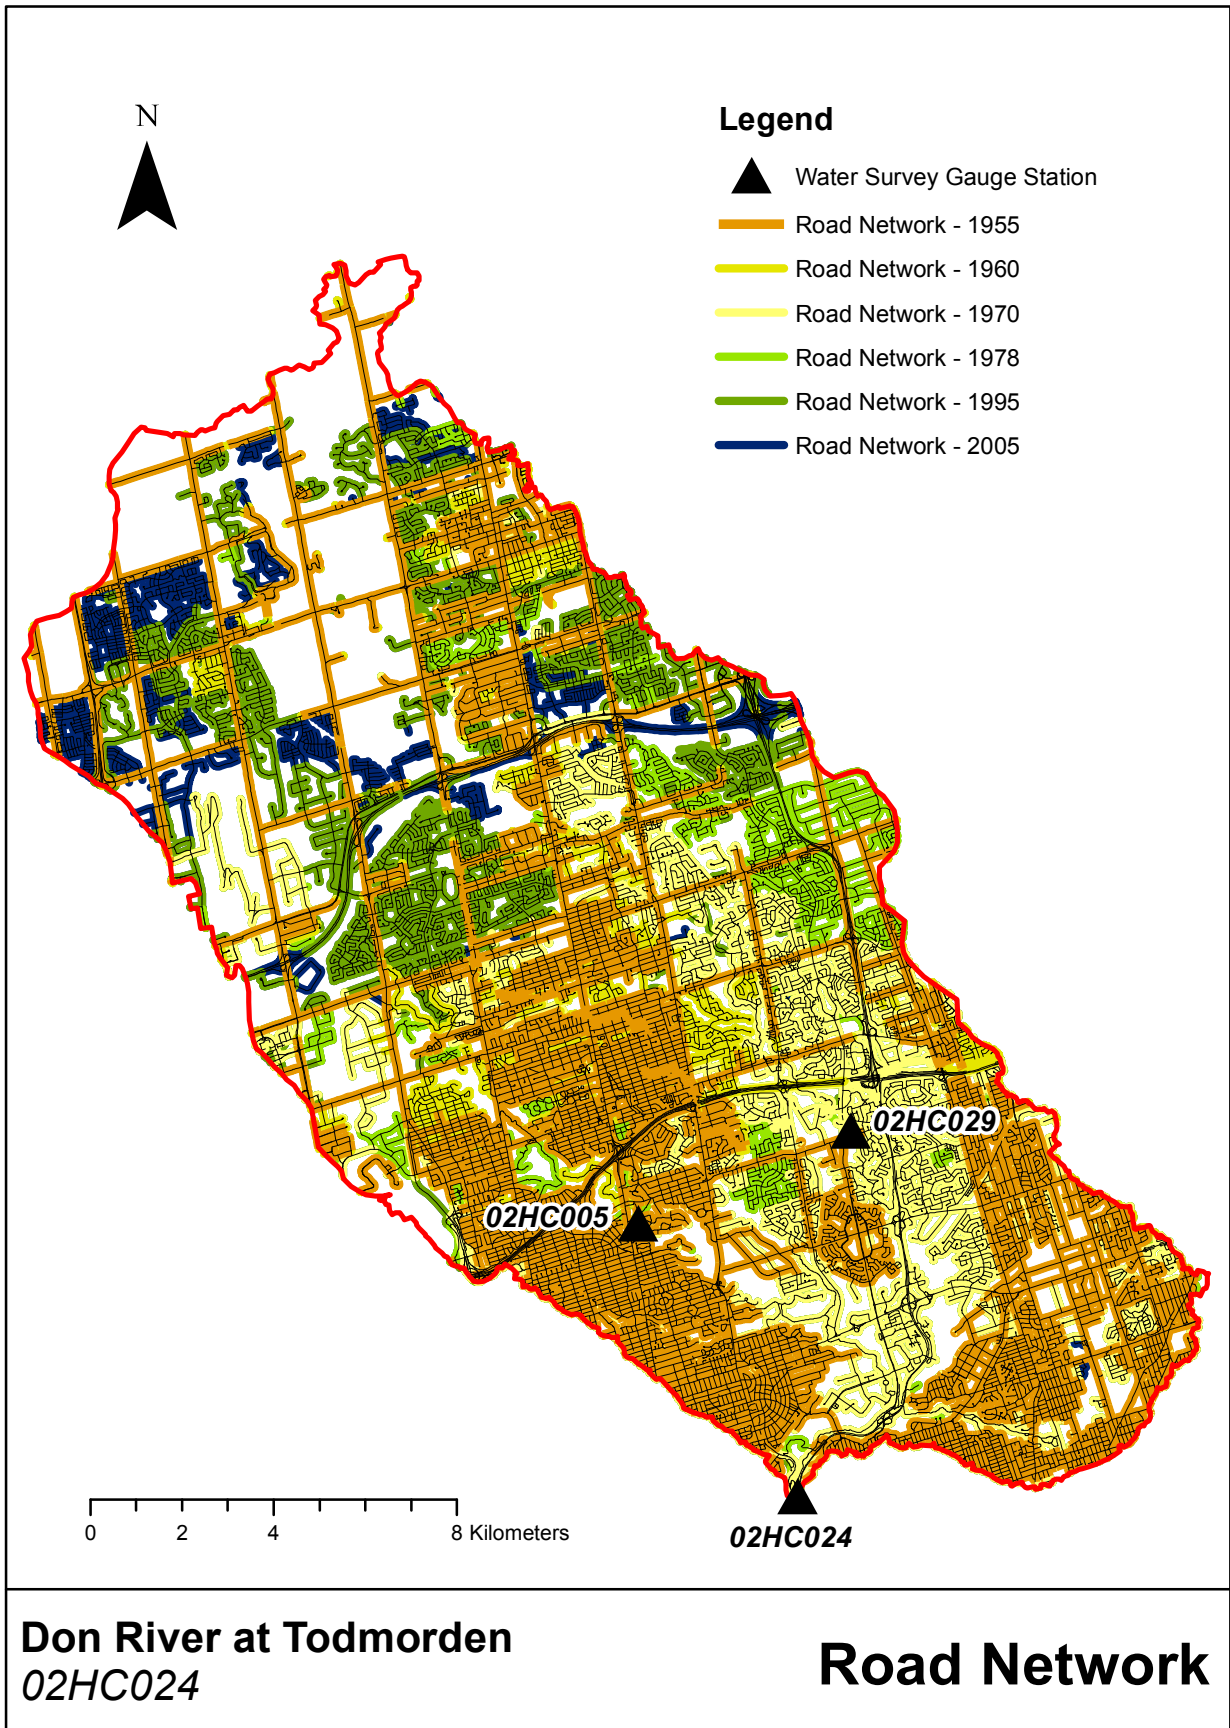 N
Legend
Water Survey Gauge Station
Road Network - 1955
Road Network - 1960
Road Network - 1970
Road Network - 1978
Road Network - 1995
Road Network - 2005
02HC029
02HC005
02HC024
0 2 4 8 Kilometers
Don River at Todmorden
02HC024
Road Network